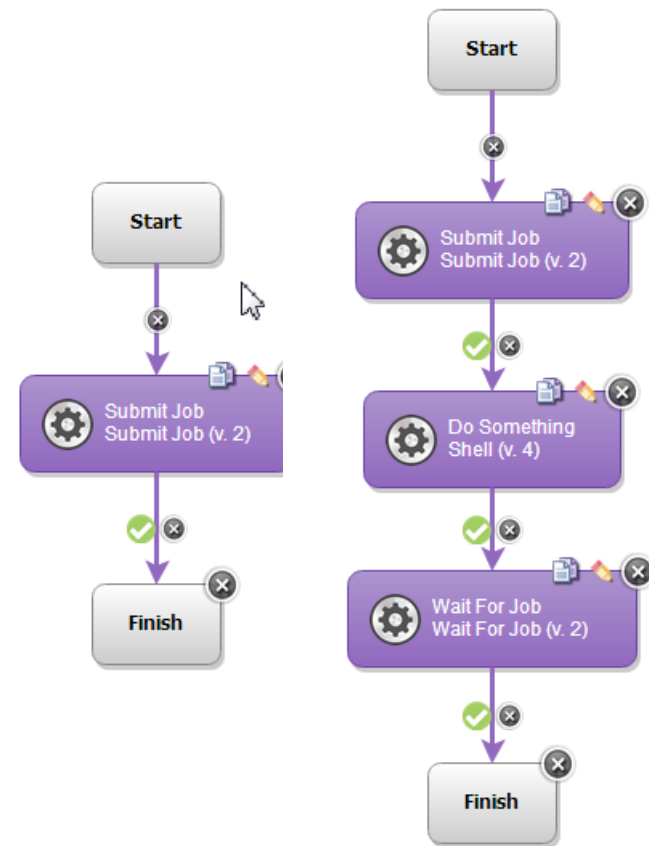 Start
Submit Job
Submit Job (v. 2)
Finish
Start
Submit Job
Submit Job (v. 2)
Do Something
Shell (v. 4)
Wait For Job
Wait For Job (v. 2)
Finish